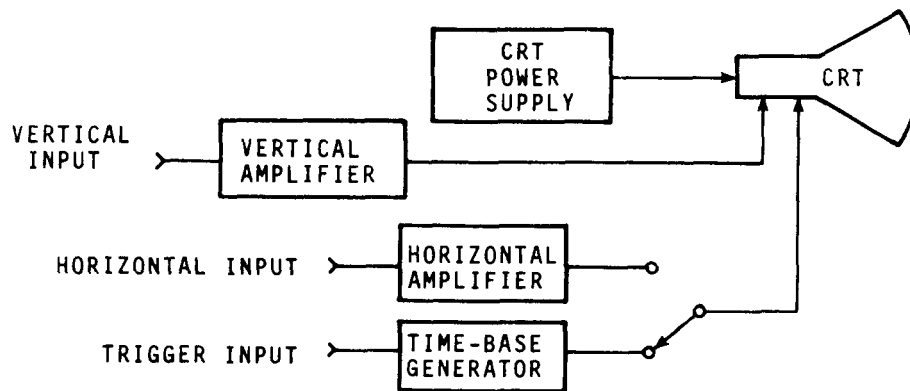 CRT
POWER
SUPPLY
CRT
VERTICAL
INPUT
VERTICAL
AMPLIFIER
HORIZONTAL INPUT
HORIZONTAL
AMPLIFIER
TRIGGER INPUT
TIME-BASE
GENERATOR